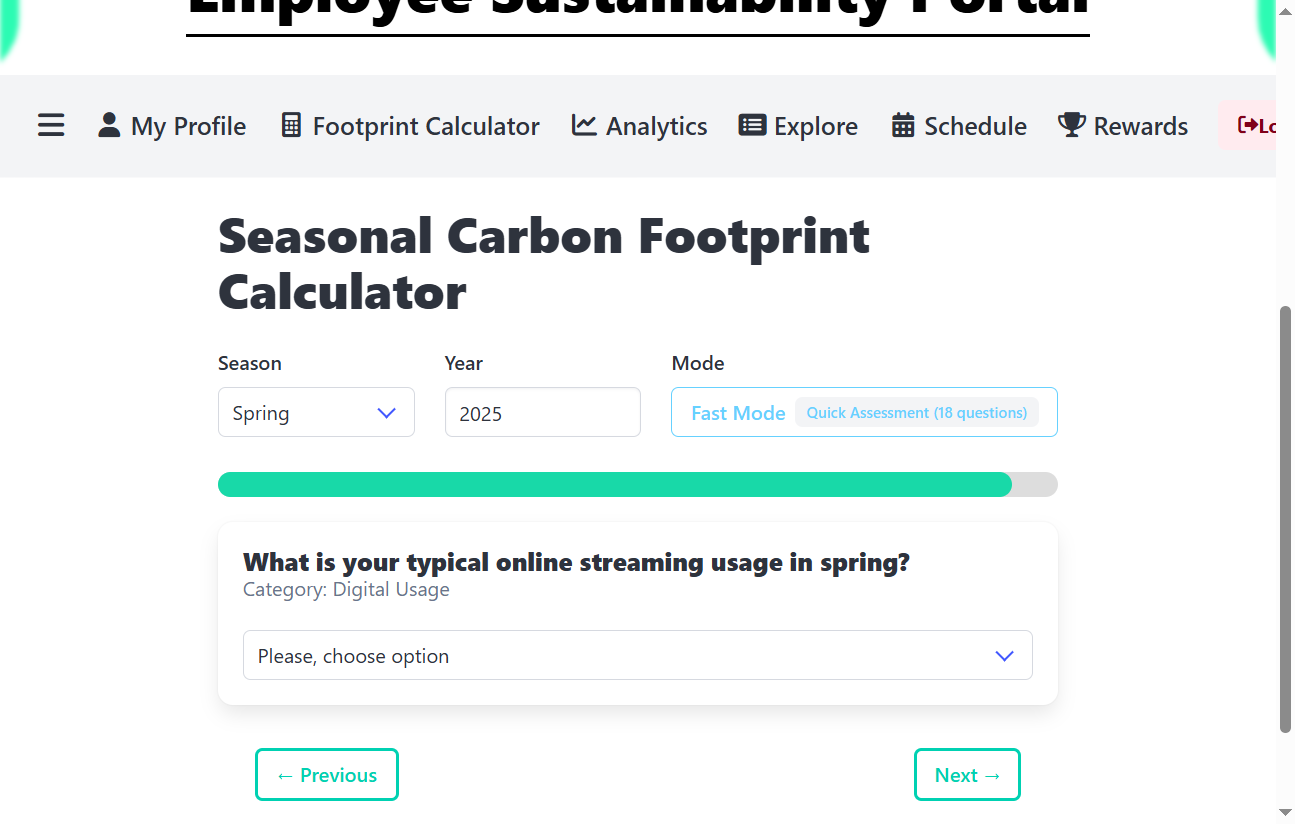 Employee Sustainability Portal
My Profile
Footprint Calculator
Analytics
Explore
Schedule
Rewards
Seasonal Carbon Footprint
Calculator
Season
Year
Mode
Spring
2025
Fast Mode Quick Assessment (18 questions)
What is your typical online streaming usage in spring?
Category: Digital Usage
Please, choose option
← Previous
Next →